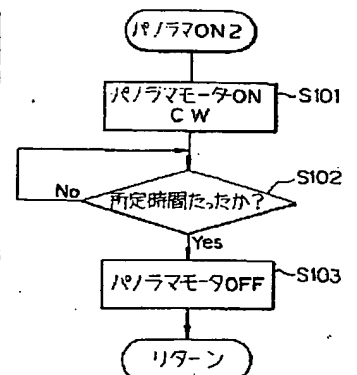 パノラマON2
パノラマモータON
CW
S101
所定時間たったか?
S102
No
Yes
パノラマモータOFF
S103
リターン